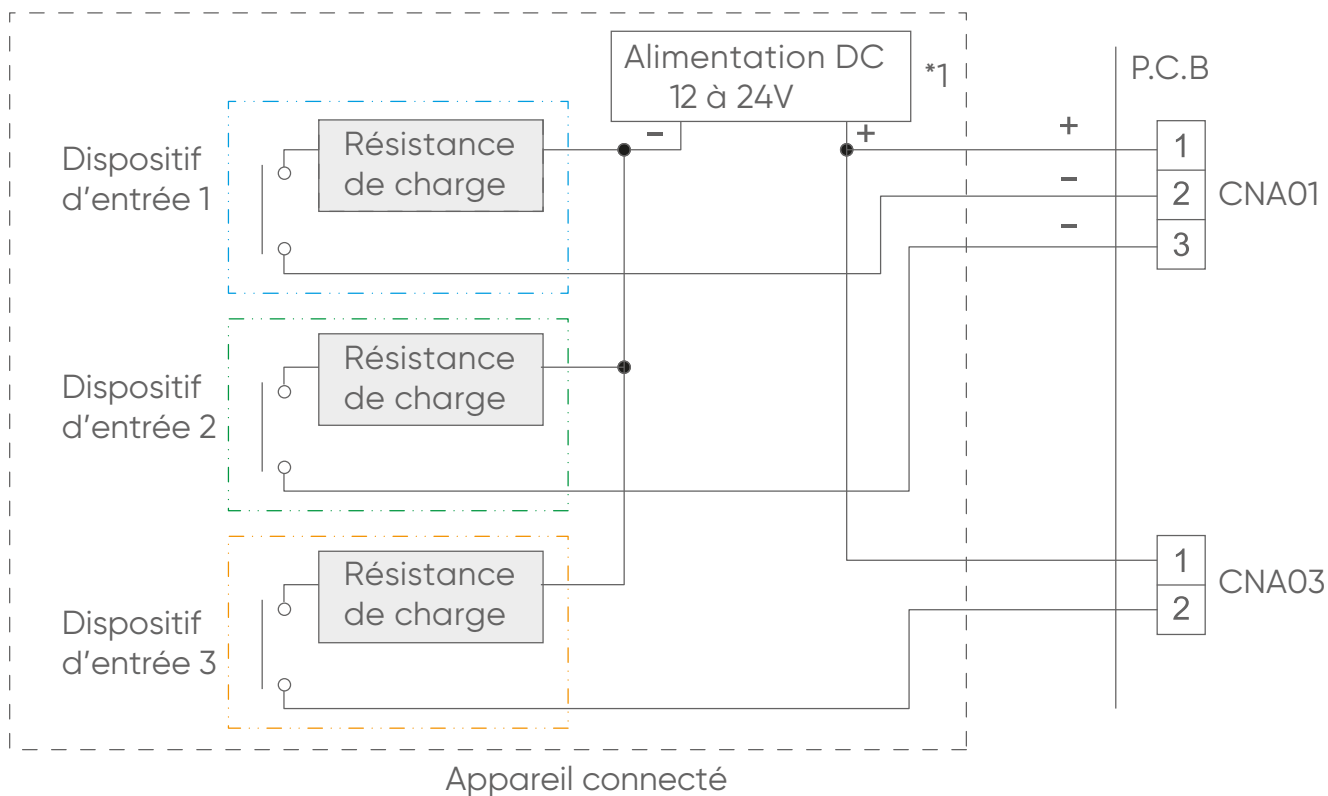 Alimentation DC
12 à 24V
*1
P.C.B
-
+
+
Dispositif
d'entrée 1
Résistance
de charge
1
-
2
CNA01
-
3
Dispositif
d'entrée 2
Résistance
de charge
Dispositif
d'entrée 3
Résistance
de charge
1
2
CNA03
Appareil connecté